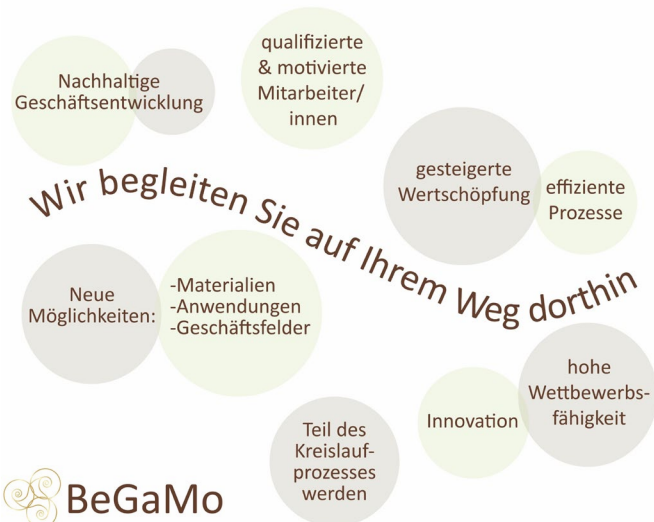 Nachhaltige
Geschäftsentwicklung
qualifizierte
& motivierte
Mitarbeiter/
innen
gesteigerte
Wertschöpfung
effiziente
Prozesse
Wir begleiten Sie auf Ihrem Weg dorthin
Neue
Möglichkeiten:
-Materialien
-Anwendungen
-Geschäftsfelder
hohe
Wettbewerbs-
fähigkeit
Innovation
Teil des
Kreislauf-
prozesses
werden
BeGaMo